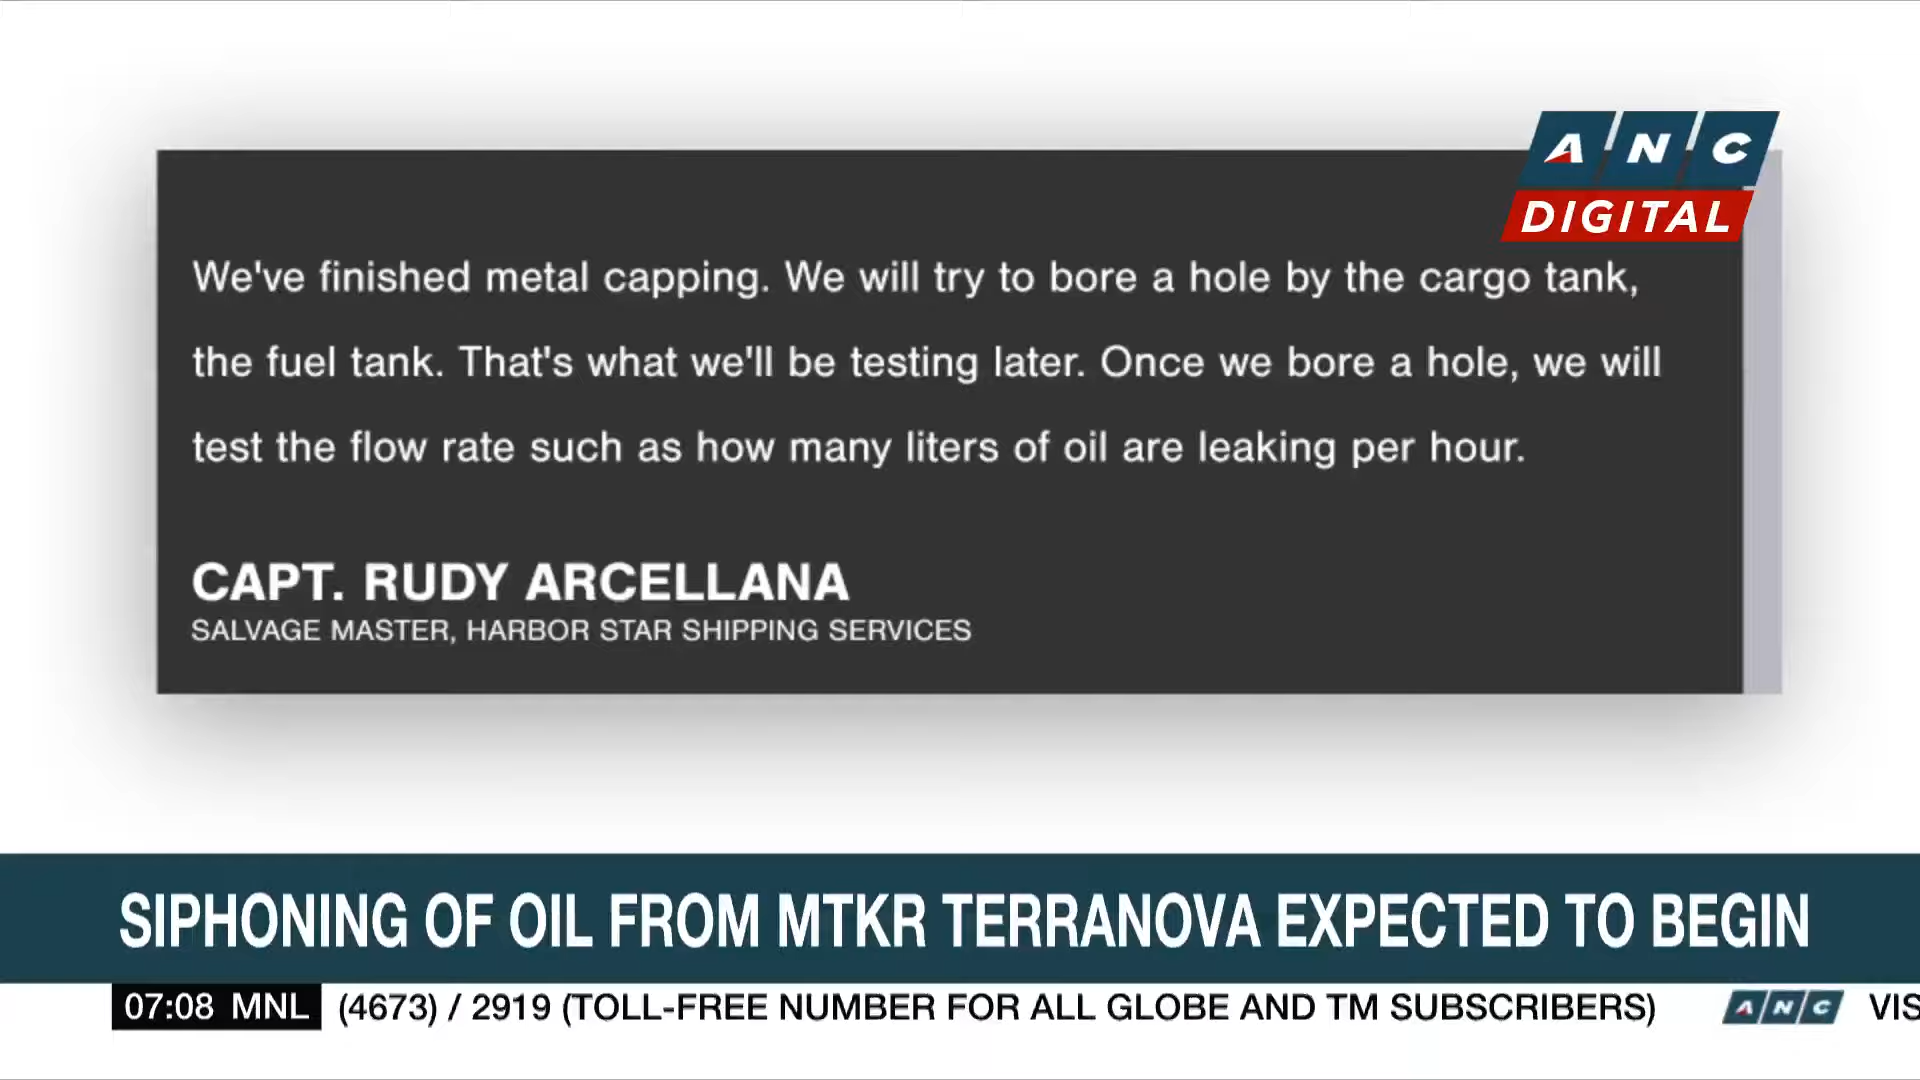 ANC
DIGITAL
We've finished metal capping. We will try to bore a hole by the cargo tank,
the fuel tank. That's what we'll be testing later. Once we bore a hole, we will
test the flow rate such as how many liters of oil are leaking per hour.
CAPT. RUDY ARCELLANA
SALVAGE MASTER, HARBOR STAR SHIPPING SERVICES
SIPHONING OF OIL FROM MTKR TERRANOVA EXPECTED TO BEGIN
07:08 MNL (4673) / 2919 (TOLL-FREE NUMBER FOR ALL GLOBE AND TM SUBSCRIBERS) ANC